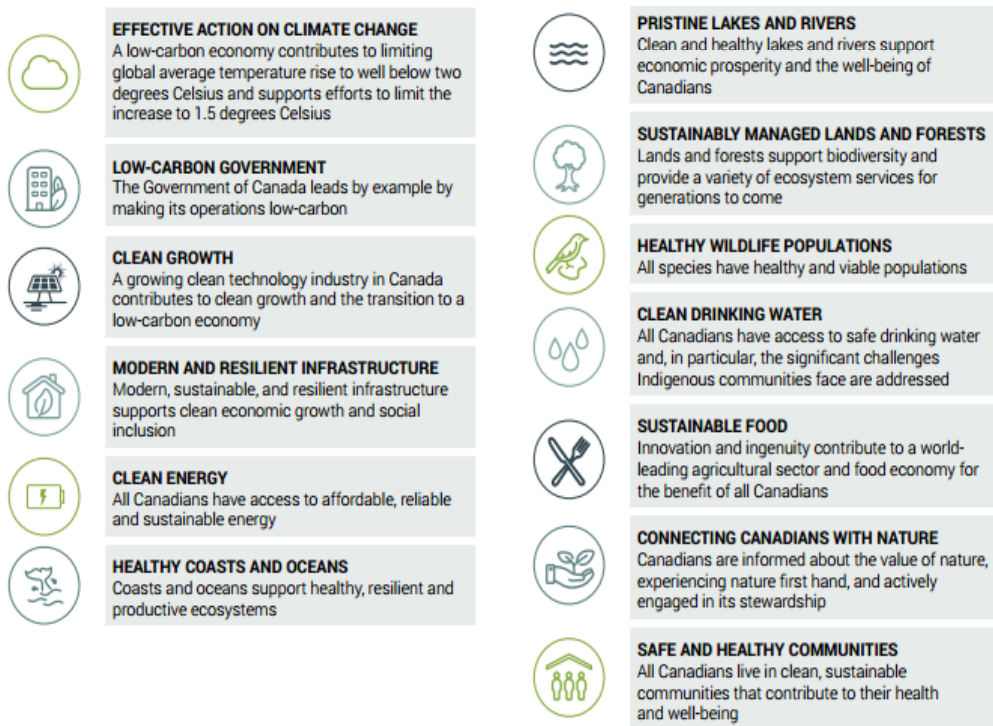 EFFECTIVE ACTION ON CLIMATE CHANGE
A low-carbon economy contributes to limiting
global average temperature rise to well below two
degrees Celsius and supports efforts to limit the
increase to 1.5 degrees Celsius
LOW-CARBON GOVERNMENT
The Government of Canada leads by example by
making its operations low-carbon
CLEAN GROWTH
A growing clean technology industry in Canada
contributes to clean growth and the transition to a
low-carbon economy
MODERN AND RESILIENT INFRASTRUCTURE
Modern, sustainable, and resilient infrastructure
supports clean economic growth and social
inclusion
CLEAN ENERGY
All Canadians have access to affordable, reliable
and sustainable energy
HEALTHY COASTS AND OCEANS
Coasts and oceans support healthy, resilient and
productive ecosystems
PRISTINE LAKES AND RIVERS
Clean and healthy lakes and rivers support
economic prosperity and the well-being of
Canadians
SUSTAINABLY MANAGED LANDS AND FORESTS
Lands and forests support biodiversity and
provide a variety of ecosystem services for
generations to come
HEALTHY WILDLIFE POPULATIONS
All species have healthy and viable populations
CLEAN DRINKING WATER
All Canadians have access to safe drinking water
and, in particular, the significant challenges
Indigenous communities face are addressed
SUSTAINABLE FOOD
Innovation and ingenuity contribute to a world-
leading agricultural sector and food economy for
the benefit of all Canadians
CONNECTING CANADIANS WITH NATURE
Canadians are informed about the value of nature,
experiencing nature first hand, and actively
engaged in its stewardship
SAFE AND HEALTHY COMMUNITIES
All Canadians live in clean, sustainable
communities that contribute to their health
and well-being